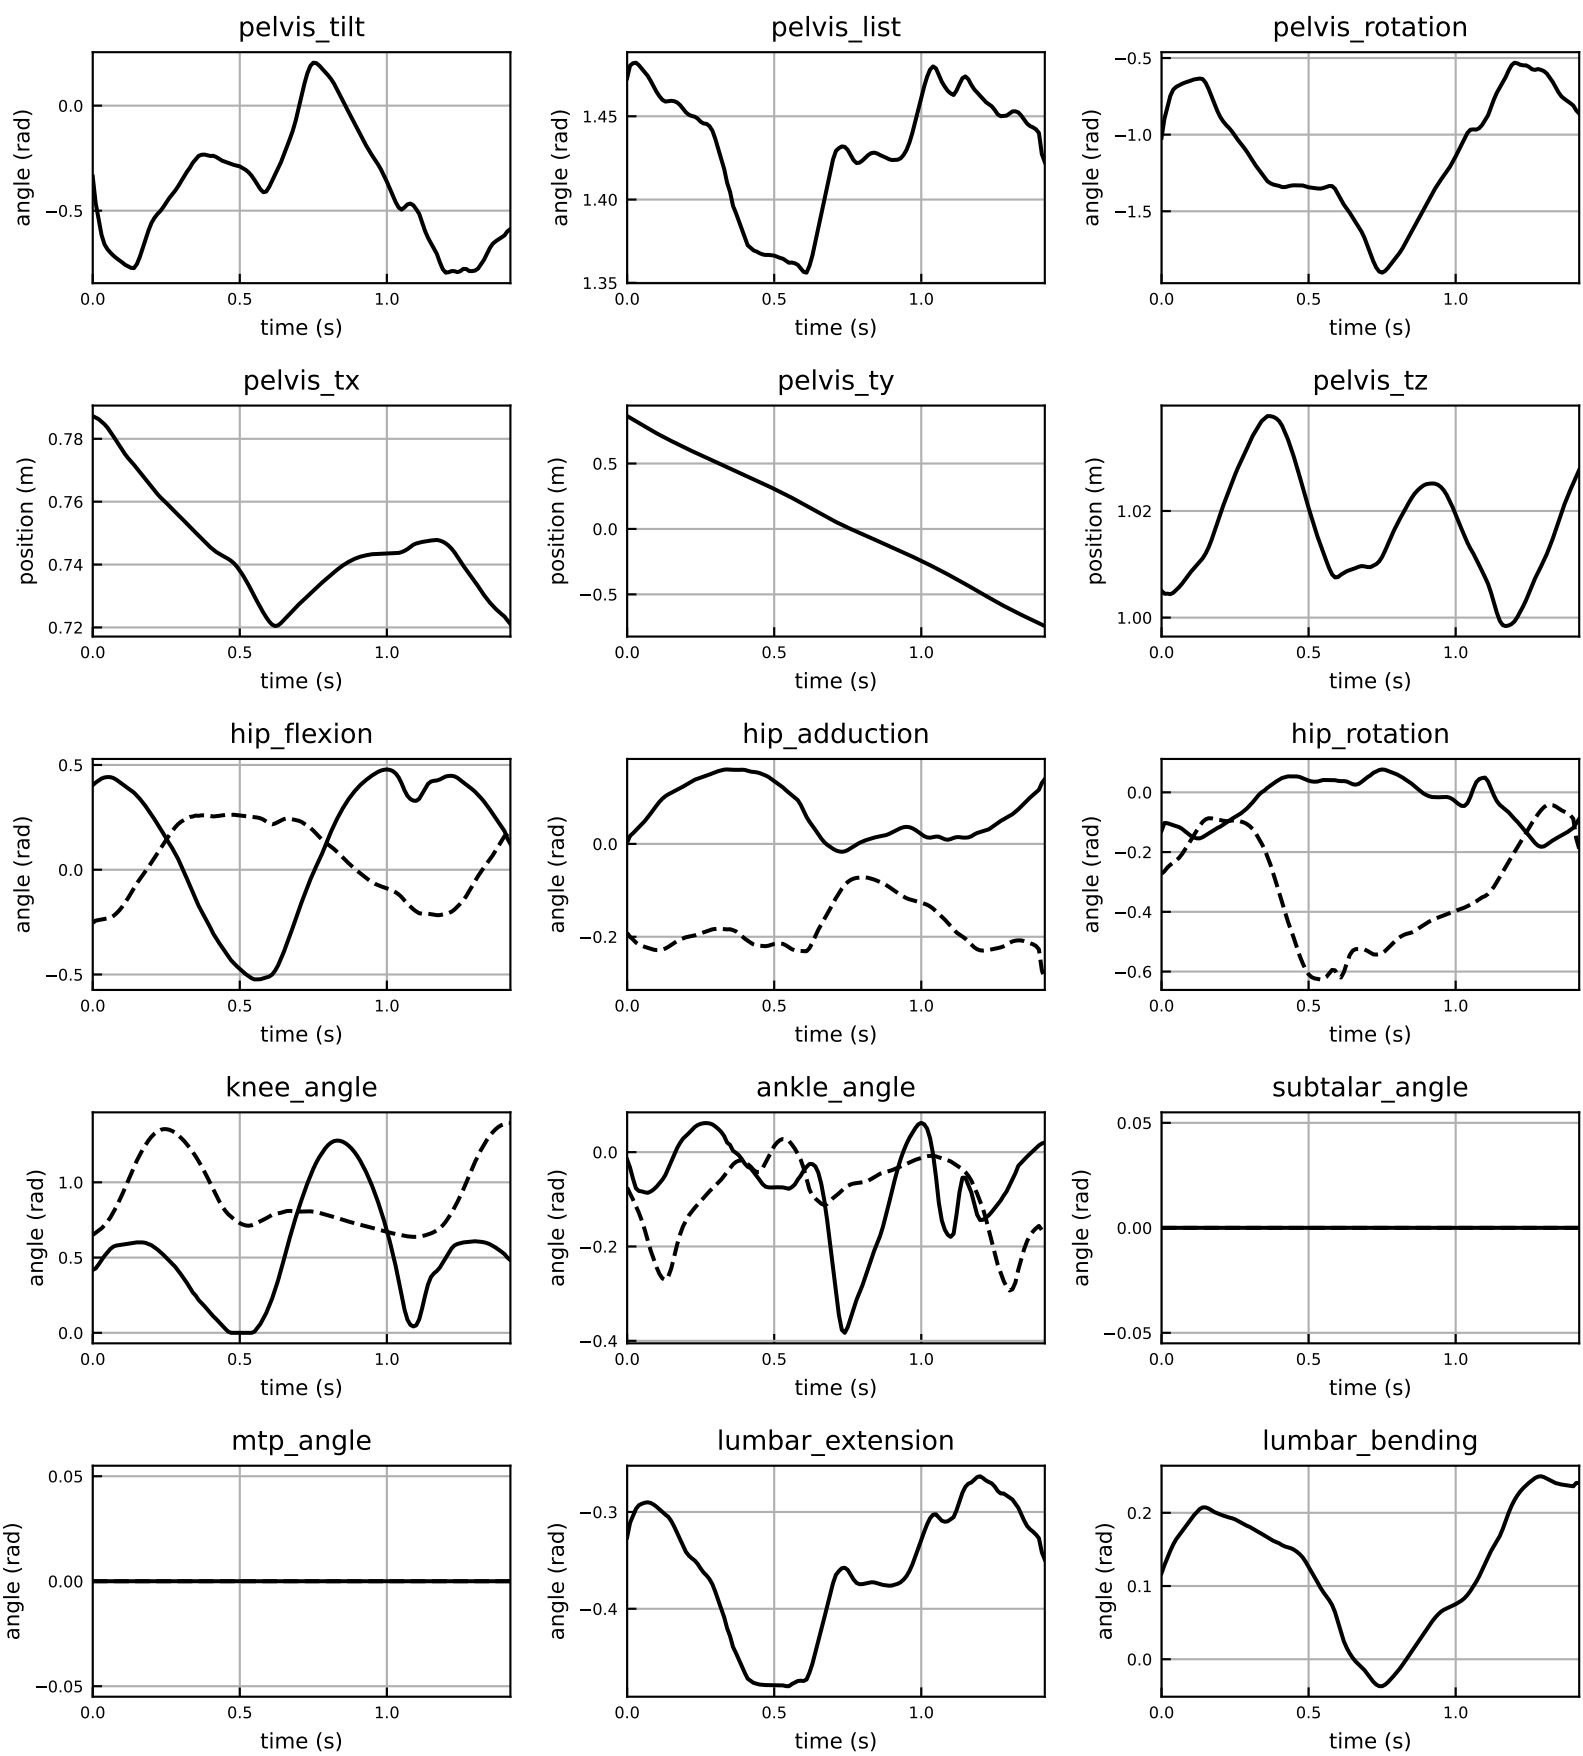 pelvis_tilt
angle (rad)
0.0
−0.5
0.0 0.5 1.0
time (s)
pelvis_list
angle (rad)
1.45
1.40
1.35
0.0 0.5 1.0
time (s)
pelvis_rotation
angle (rad)
−0.5
−1.0
−1.5
0.0 0.5 1.0
time (s)
pelvis_tx
position (m)
0.78
0.76
0.74
0.72
0.0 0.5 1.0
time (s)
pelvis_ty
position (m)
0.5
0.0
−0.5
0.0 0.5 1.0
time (s)
pelvis_tz
position (m)
1.02
1.00
0.0 0.5 1.0
time (s)
hip_flexion
angle (rad)
0.5
0.0
−0.5
0.0 0.5 1.0
time (s)
hip_adduction
angle (rad)
0.0
−0.2
0.0 0.5 1.0
time (s)
hip_rotation
angle (rad)
0.0
−0.2
−0.4
−0.6
0.0 0.5 1.0
time (s)
knee_angle
angle (rad)
1.0
0.5
0.0
0.0 0.5 1.0
time (s)
ankle_angle
angle (rad)
0.0
−0.2
−0.4
0.0 0.5 1.0
time (s)
subtalar_angle
angle (rad)
0.05
0.00
−0.05
0.0 0.5 1.0
time (s)
mtp_angle
angle (rad)
0.05
0.00
−0.05
0.0 0.5 1.0
time (s)
lumbar_extension
angle (rad)
−0.3
−0.4
0.0 0.5 1.0
time (s)
lumbar_bending
angle (rad)
0.2
0.1
0.0
0.0 0.5 1.0
time (s)